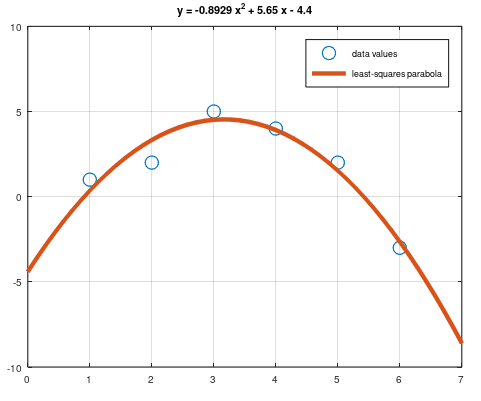 y = -0.8929 x² + 5.65 x - 4.4
data values
least-squares parabola
10
5
0
-5
-10
0 1 2 3 4 5 6 7